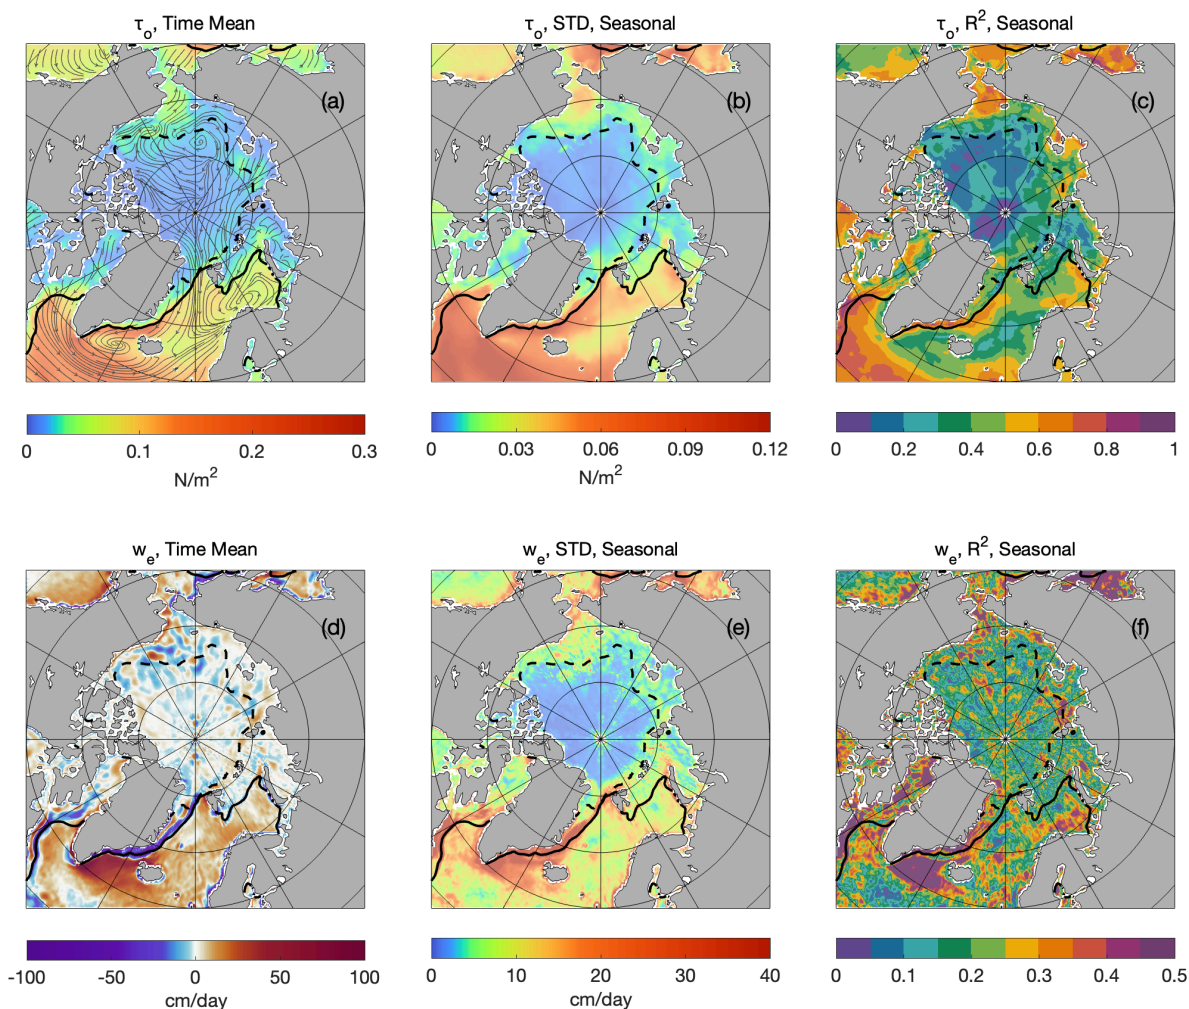 τo, Time Mean
τo, STD, Seasonal
τo, R2, Seasonal
(a)
(b)
(c)
0 0.1 0.2 0.3
N/m2
0 0.03 0.06 0.09 0.12
N/m2
0 0.2 0.4 0.6 0.8 1
we, Time Mean
we, STD, Seasonal
we, R2, Seasonal
(d)
(e)
(f)
-100 -50 0 50 100
cm/day
0 10 20 30 40
cm/day
0 0.1 0.2 0.3 0.4 0.5